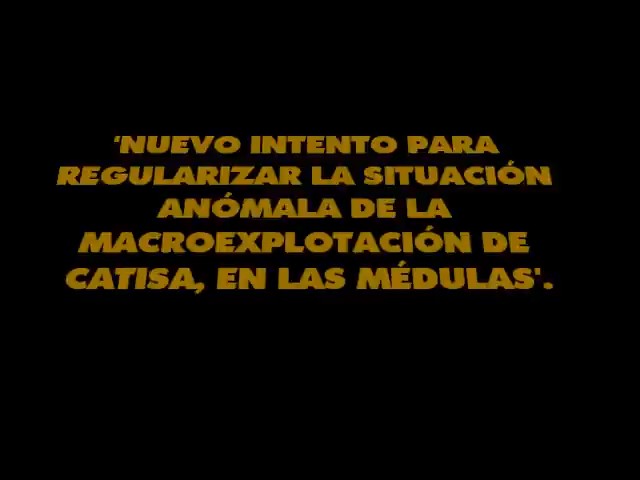 'NUEVO INTENTO PARA
REGULARIZAR LA SITUACIÓN
ANÓMALA DE LA
MACROEXPLOTACIÓN DE
CATISA, EN LAS MÉDULAS'.